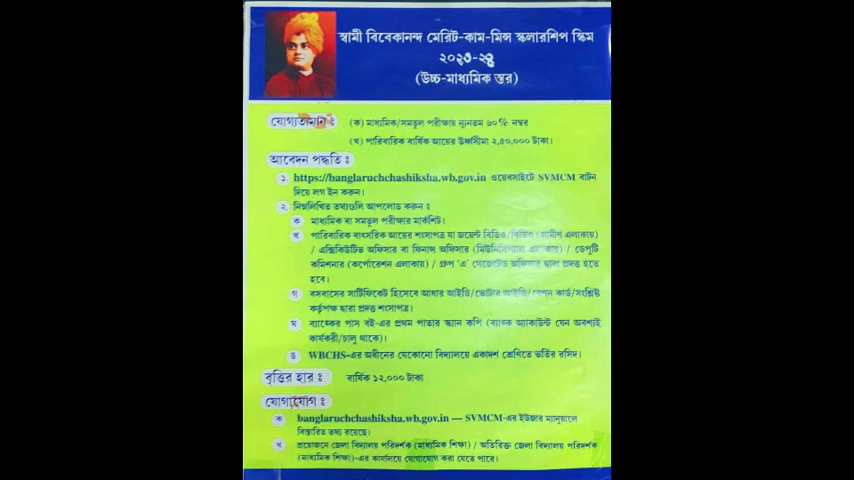 স্বামী বিবেকানন্দ মেরিট-কাম-মিন্স স্কলারশিপ স্কিম
২০২৩-২৪
(উচ্চ-মাধ্যমিক স্তর)
যোগ্যতামান ঃ (ক) মাধ্যমিক/সমতুল পরীক্ষায় ন্যূনতম ৬০% নম্বর
(খ) পারিবারিক বার্ষিক আয়ের উর্ধ্বসীমা ২,৫০,০০০ টাকা।
আবেদন পদ্ধতি ঃ
১. https://banglaruchchashiksha.wb.gov.in ওয়েবসাইটে SVMCM বাটন
দিয়ে লগ ইন করুন।
২. নিম্নলিখিত তথ্যগুলি আপলোড করুন ঃ
ক মাধ্যমিক বা সমতুল পরীক্ষার মার্কশিট।
খ পারিবারিক বাৎসরিক আয়ের শংসাপত্র যা জয়েন্ট বিডিও/বিডিও (গ্রামীণ এলাকায়)
/ এক্সিকিউটিভ অফিসার বা ফিনান্স অফিসার (মিউনিসিপাল এলাকায়) / ডেপুটি
কমিশনার (কর্পোরেশন এলাকায়) / গ্রুপ 'এ' গেজেটেড অফিসার দ্বারা প্রদত্ত হতে
হবে।
গ বসবাসের সার্টিফিকেট হিসেবে আধার আইডি/ভোটার আইডি/রেশন কার্ড/সংশ্লিষ্ট
কর্তৃপক্ষ দ্বারা প্রদত্ত শংসাপত্র।
ঘ ব্যাঙ্কের পাস বই-এর প্রথম পাতার স্ক্যান কপি (ব্যাঙ্ক অ্যাকাউন্ট যেন অবশ্যই
কার্যকরী/চালু থাকে)।
ঙ WBCHS-এর অধীনের যেকোনো বিদ্যালয়ে একাদশ শ্রেণিতে ভর্তির রসিদ।
বৃত্তির হার ঃ বার্ষিক ১২,০০০ টাকা
যোগাযোগ ঃ
ক banglaruchchashiksha.wb.gov.in — SVMCM-এর ইউজার ম্যানুয়ালে
বিস্তারিত তথ্য রয়েছে।
খ প্রয়োজনে জেলা বিদ্যালয় পরিদর্শক (মাধ্যমিক শিক্ষা) / অতিরিক্ত জেলা বিদ্যালয় পরিদর্শক
(মাধ্যমিক শিক্ষা)-এর কার্যালয়ে যোগাযোগ করা যেতে পারে।